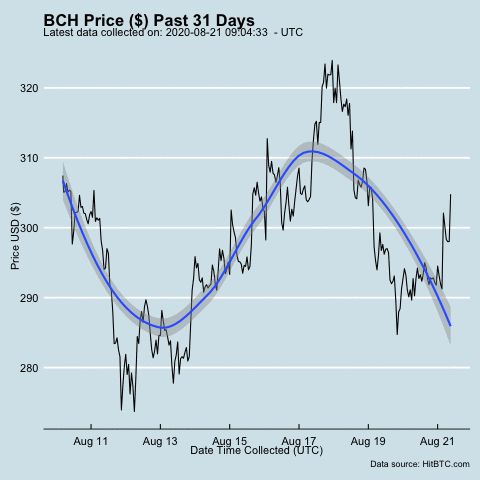 BCH Price ($) Past 31 Days
Latest data collected on: 2020-08-21 09:04:33 - UTC
320
310
300
290
280
Price USD ($)
Aug 11 Aug 13 Aug 15 Aug 17 Aug 19 Aug 21
Date Time Collected (UTC)
Data source: HitBTC.com